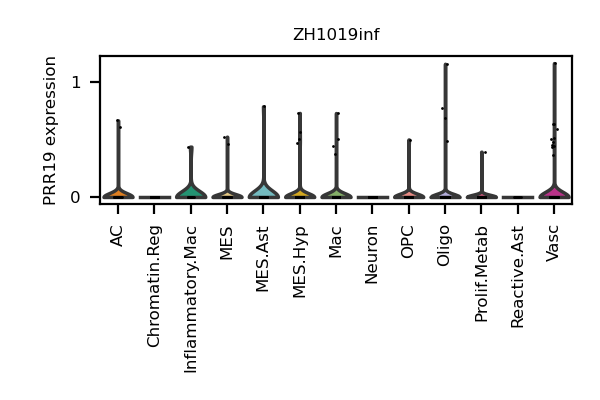 ZH1019inf
PRR19 expression
1
0
AC
Chromatin.Reg
Inflammatory.Mac
MES
MES.Ast
MES.Hyp
Mac
Neuron
OPC
Oligo
Prolif.Metab
Reactive.Ast
Vasc